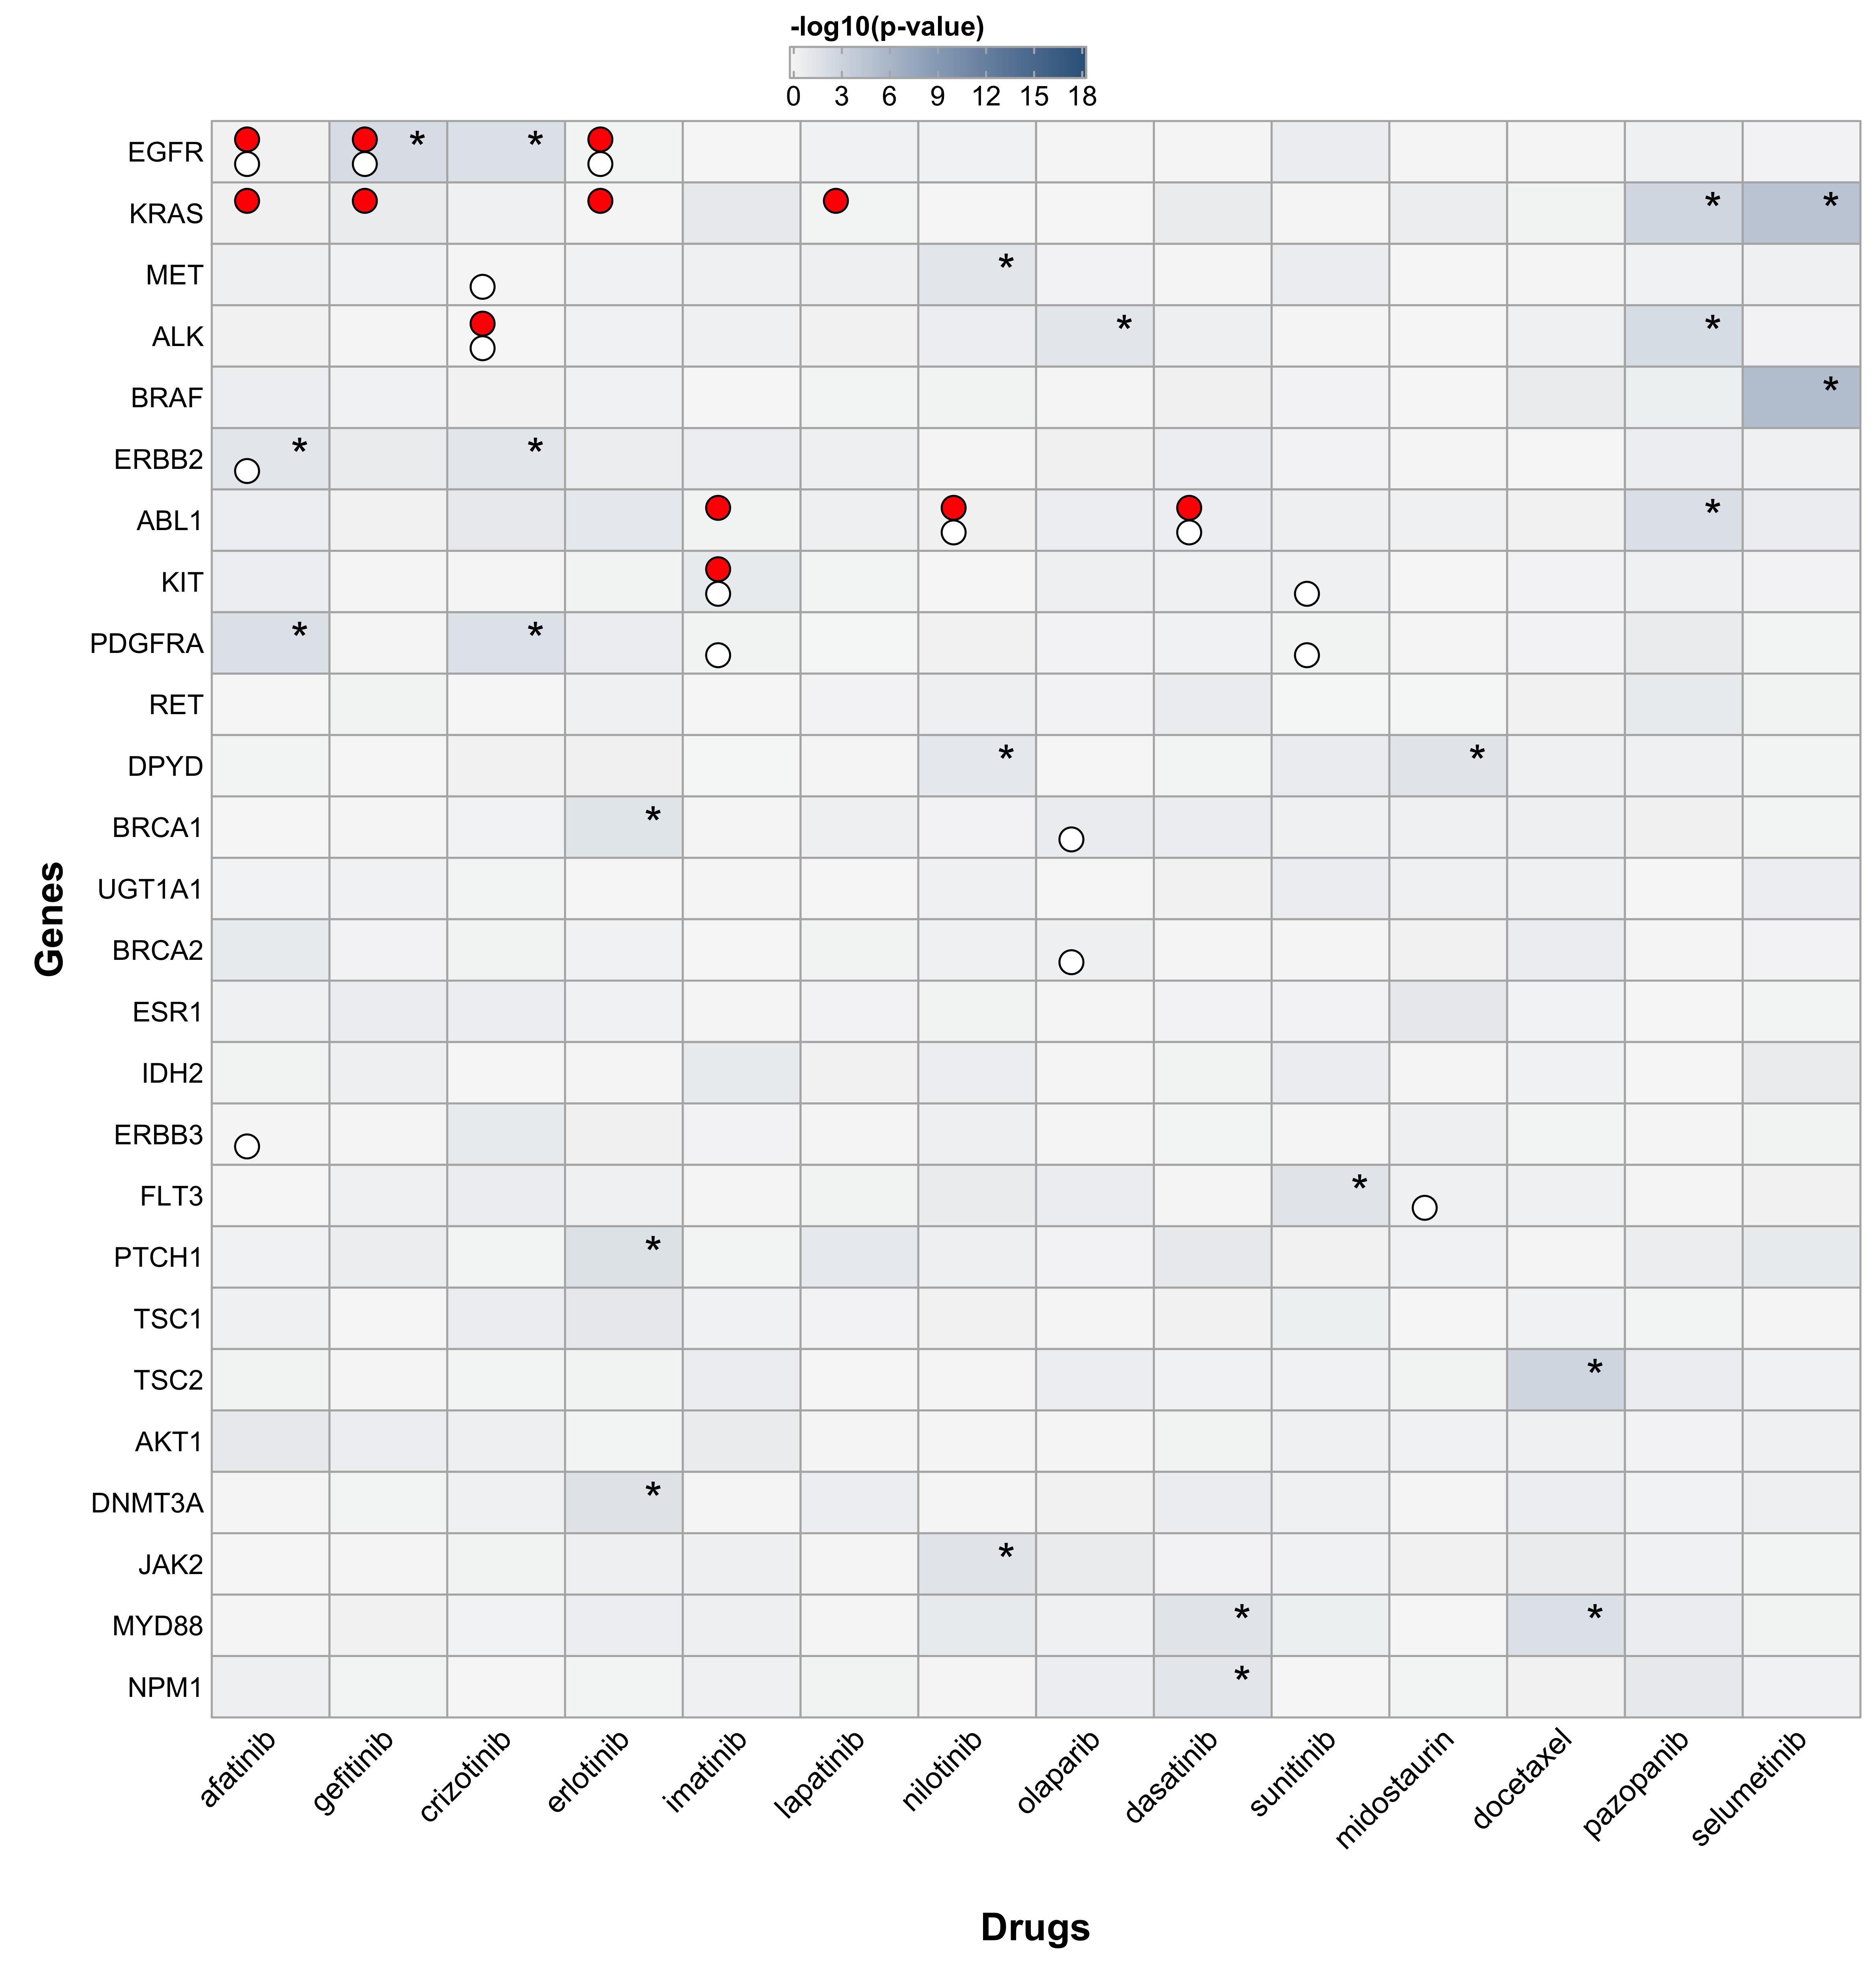 -log10(p-value)
0 3 6 9 12 15 18
EGFR *  *
KRAS *  *
MET *
ALK *  *
BRAF *
ERBB2 *  *
ABL1 *
KIT
PDGFRA *  *
RET
DPYD *  *
BRCA1 *
UGT1A1
BRCA2
ESR1
IDH2
ERBB3
FLT3 *
PTCH1 *
TSC1
TSC2 *
AKT1
DNMT3A *
JAK2 *
MYD88 *  *
NPM1 *
Genes
afatinib gefitinib crizotinib erlotinib imatinib lapatinib nilotinib olaparib dasatinib sunitinib midostaurin docetaxel pazopanib selumetinib
Drugs